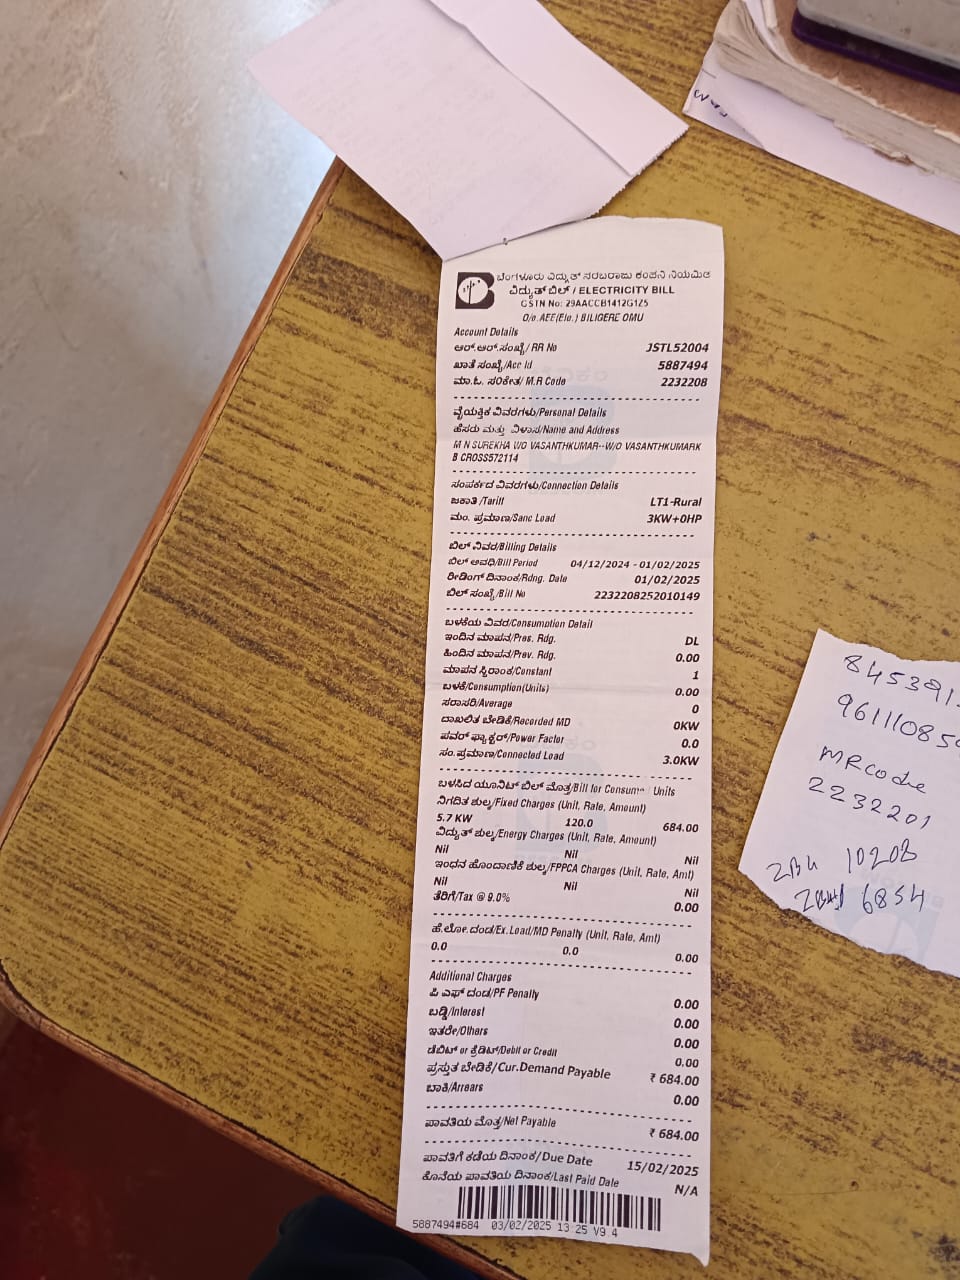 ಬೆಂಗಳೂರು ವಿದ್ಯುತ್ ಸರಬರಾಜು ಕಂಪನಿ ನಿಯಮಿತ
ವಿದ್ಯುತ್ ಬಿಲ್ / ELECTRICITY BILL
GSTN No: 29AACCB1412G1Z5
O/o. AEE(Ele.) BILIGERE OMU
Account Details
ಆರ್.ಆರ್.ಸಂಖ್ಯೆ/ RR No JSTL52004
ಖಾತೆ ಸಂಖ್ಯೆ/Acc Id 5887494
ಮಾ.ಓ. ಸಂಕೇತ/ M.R Code 2232208
ವೈಯಕ್ತಿಕ ವಿವರಗಳು/Personal Details
ಹೆಸರು ಮತ್ತು ವಿಳಾಸ/Name and Address
M N SUREKHA W/O VASANTHKUMAR--W/O VASANTHKUMARK
B CROSS572114
ಸಂಪರ್ಕದ ವಿವರಗಳು/Connection Details
ಜಕಾತಿ /Tariff LT1-Rural
ಮಂ. ಪ್ರಮಾಣ/Sanc Load 3KW+0HP
ಬಿಲ್ ವಿವರ/Billing Details
ಬಿಲ್ ಅವಧಿ/Bill Period 04/12/2024 - 01/02/2025
ರೀಡಿಂಗ್ ದಿನಾಂಕ/Rdng. Date 01/02/2025
ಬಿಲ್ ಸಂಖ್ಯೆ/Bill No 2232208252010149
ಬಳಕೆಯ ವಿವರ/Consumption Detail
ಇಂದಿನ ಮಾಪನ/Pres. Rdg. DL
ಹಿಂದಿನ ಮಾಪನ/Prev. Rdg. 0.00
ಮಾಪನ ಸ್ಥಿರಾಂಕ/Constant 1
ಬಳಕೆ/Consumption(Units) 0.00
ಸರಾಸರಿ/Average 0
ದಾಖಲಿತ ಬೇಡಿಕೆ/Recorded MD 0KW
ಪವರ್ ಫ್ಯಾಕ್ಟರ್/Power Factor 0.0
ಸಂ.ಪ್ರಮಾಣ/Connected Load 3.0KW
ಬಳಸಿದ ಯೂನಿಟ್ ಬಿಲ್ ಮೊತ್ತ/Bill for Consum Units
ನಿಗದಿತ ಶುಲ್ಕ/Fixed Charges (Unit, Rate, Amount)
5.7 KW 120.0 684.00
ವಿದ್ಯುತ್ ಶುಲ್ಕ/Energy Charges (Unit, Rate, Amount)
Nil Nil Nil
ಇಂಧನ ಹೊಂದಾಣಿಕೆ ಶುಲ್ಕ/FPPCA Charges (Unit, Rate, Amt)
Nil Nil Nil
ತೆರಿಗೆ/Tax @ 9.0% 0.00
ಹೆ.ಲೋ.ದಂಡ/Ex.Load/MD Penalty (Unit, Rate, Amt)
0.0 0.0 0.00
Additional Charges
ಪಿ ಎಫ್ ದಂಡ/PF Penalty 0.00
ಬಡ್ಡಿ/Interest 0.00
ಇತರೇ/Others 0.00
ಡೆಬಿಟ್ or ಕ್ರೆಡಿಟ್/Debit or Credit 0.00
ಪ್ರಸ್ತುತ ಬೇಡಿಕೆ/Cur.Demand Payable ₹ 684.00
ಬಾಕಿ/Arrears 0.00
ಪಾವತಿಯ ಮೊತ್ತ/Net Payable ₹ 684.00
ಪಾವತಿಗೆ ಕಡೆಯ ದಿನಾಂಕ/Due Date 15/02/2025
ಕೊನೆಯ ಪಾವತಿಯ ದಿನಾಂಕ/Last Paid Date N/A
5887494#684 03/02/2025 13:25 V9.4
MRCode
2232201
10208
6854